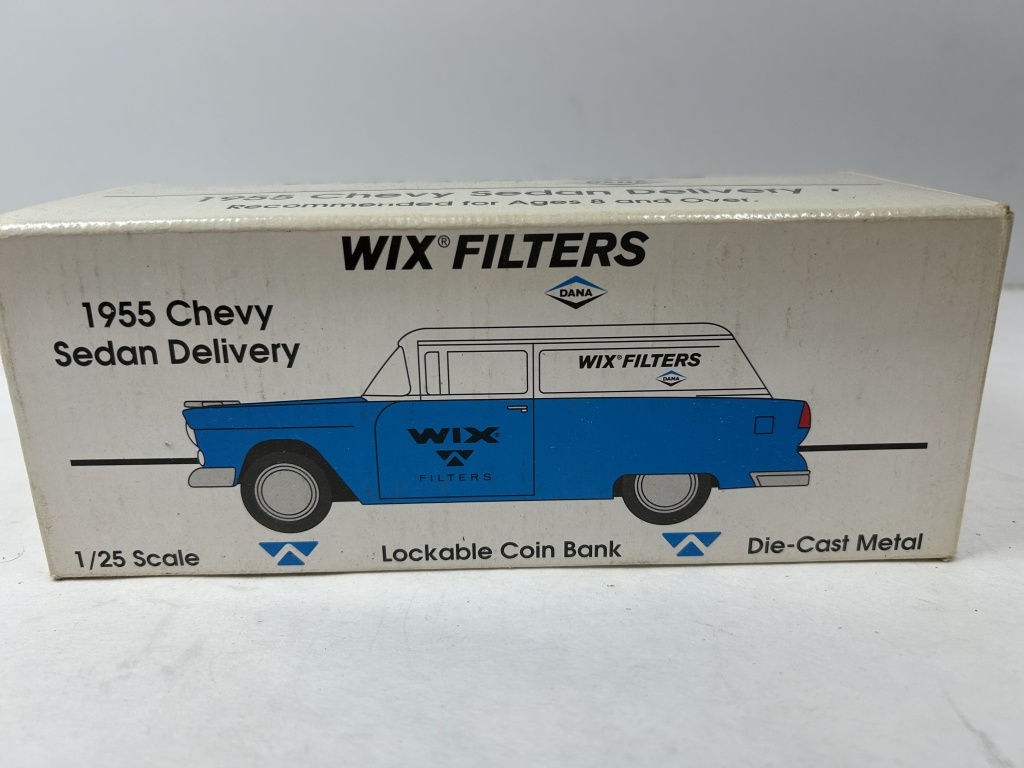 1955 Chevy Sedan Delivery
Recommended for Ages 8 and Over.
WIX® FILTERS
DANA
1955 Chevy
Sedan Delivery
WIX® FILTERS
DANA
WIX®
FILTERS
1/25 Scale
Lockable Coin Bank
Die-Cast Metal